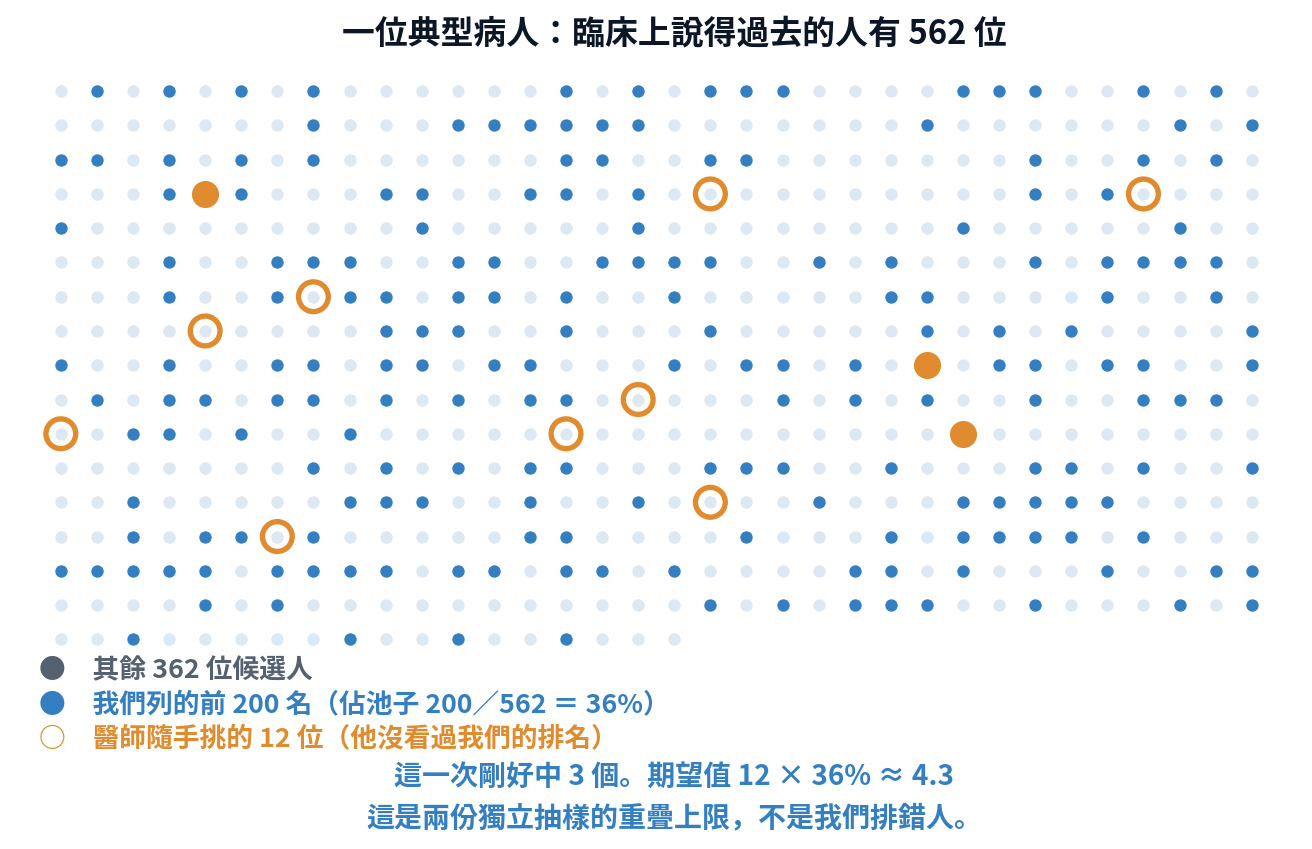 一位典型病人：臨床上說得過去的人有 562 位
其餘 362 位候選人
我們列的前 200 名（佔池子 200／562 ＝ 36%）
醫師隨手挑的 12 位（他沒看過我們的排名）
這一次剛好中 3 個。期望值 12 × 36% ≈ 4.3
這是兩份獨立抽樣的重疊上限，不是我們排錯人。